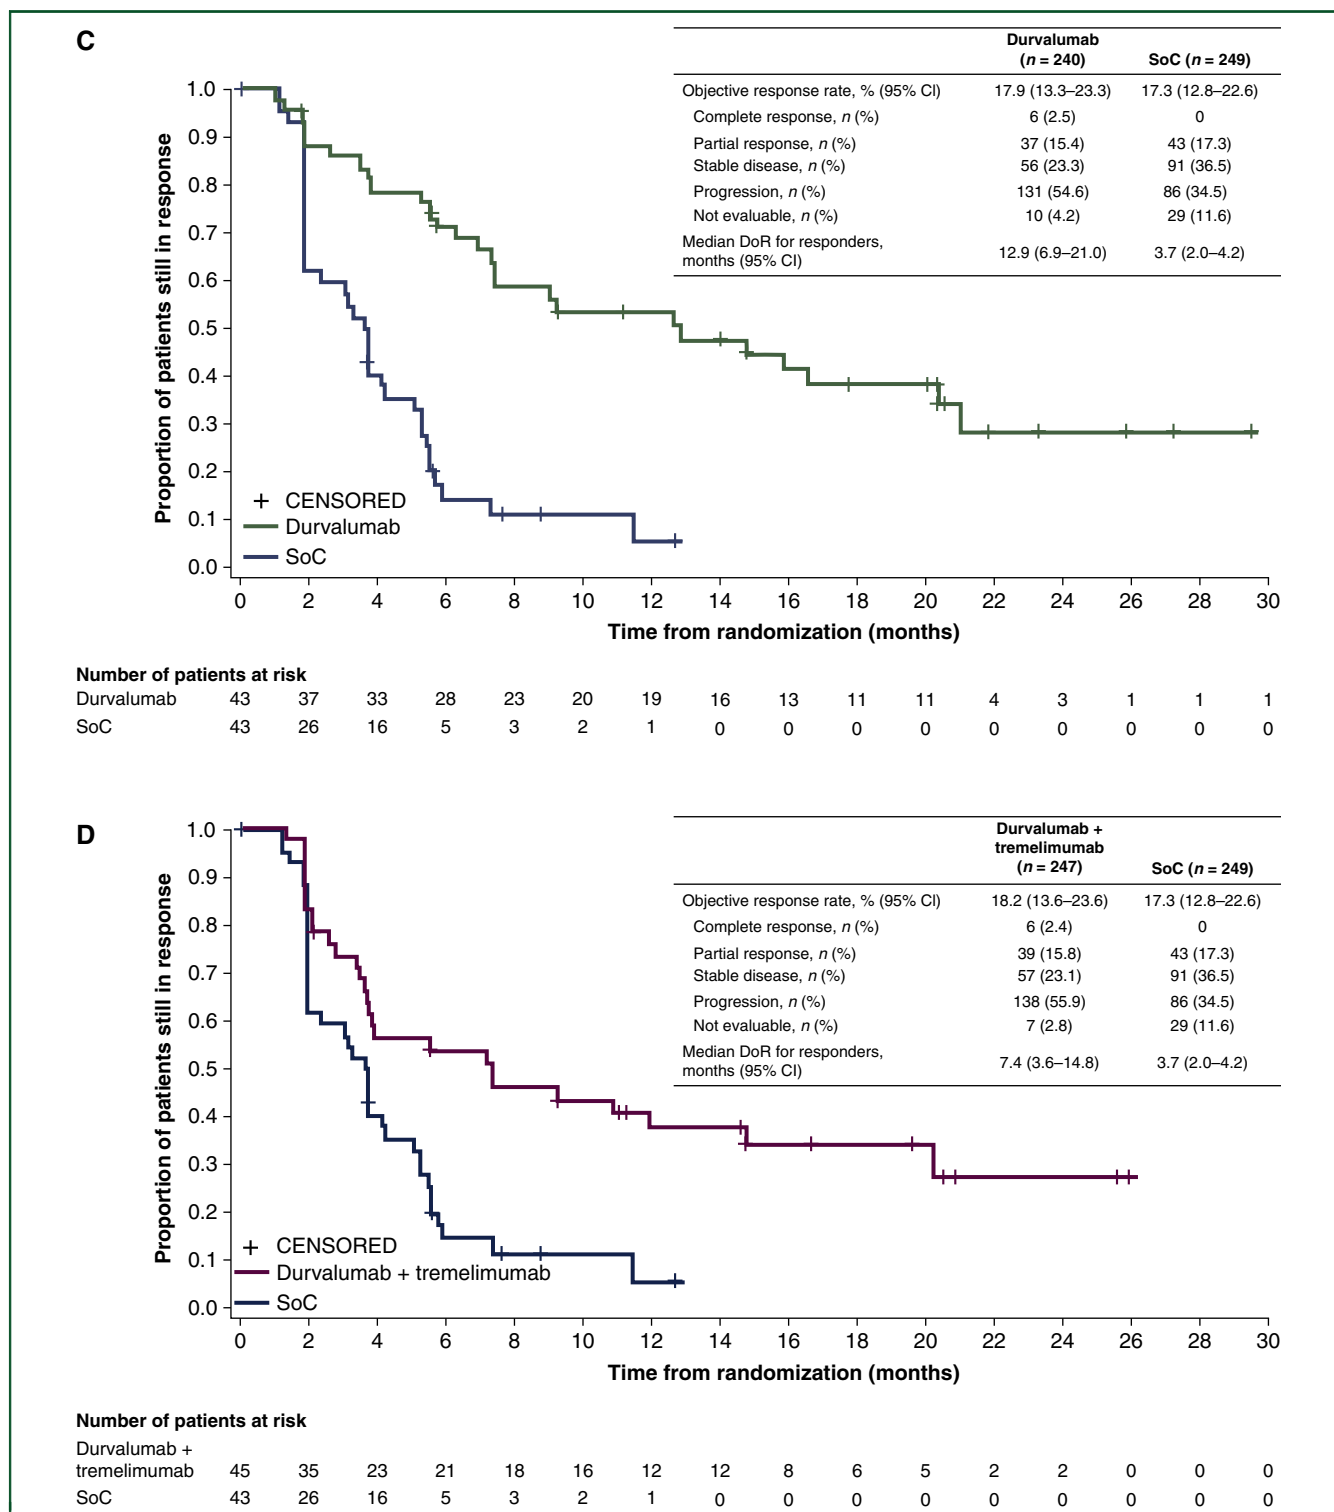 C
Durvalumab
(n = 240) SoC (n = 249)
Objective response rate, % (95% CI) 17.9 (13.3–23.3) 17.3 (12.8–22.6)
Complete response, n (%) 6 (2.5) 0
Partial response, n (%) 37 (15.4) 43 (17.3)
Stable disease, n (%) 56 (23.3) 91 (36.5)
Progression, n (%) 131 (54.6) 86 (34.5)
Not evaluable, n (%) 10 (4.2) 29 (11.6)
Median DoR for responders,
months (95% CI) 12.9 (6.9–21.0) 3.7 (2.0–4.2)
Proportion of patients still in response
1.0
0.9
0.8
0.7
0.6
0.5
0.4
0.3
0.2
0.1
0.0
+ CENSORED
Durvalumab
SoC
0 2 4 6 8 10 12 14 16 18 20 22 24 26 28 30
Time from randomization (months)
Number of patients at risk
Durvalumab 43 37 33 28 23 20 19 16 13 11 11 4 3 1 1 1
SoC 43 26 16 5 3 2 1 0 0 0 0 0 0 0 0 0
D
Durvalumab +
tremelimumab
(n = 247) SoC (n = 249)
Objective response rate, % (95% CI) 18.2 (13.6–23.6) 17.3 (12.8–22.6)
Complete response, n (%) 6 (2.4) 0
Partial response, n (%) 39 (15.8) 43 (17.3)
Stable disease, n (%) 57 (23.1) 91 (36.5)
Progression, n (%) 138 (55.9) 86 (34.5)
Not evaluable, n (%) 7 (2.8) 29 (11.6)
Median DoR for responders,
months (95% CI) 7.4 (3.6–14.8) 3.7 (2.0–4.2)
Proportion of patients still in response
1.0
0.9
0.8
0.7
0.6
0.5
0.4
0.3
0.2
0.1
0.0
+ CENSORED
Durvalumab + tremelimumab
SoC
0 2 4 6 8 10 12 14 16 18 20 22 24 26 28 30
Time from randomization (months)
Number of patients at risk
Durvalumab +
tremelimumab 45 35 23 21 18 16 12 12 8 6 5 2 2 0 0 0
SoC 43 26 16 5 3 2 1 0 0 0 0 0 0 0 0 0